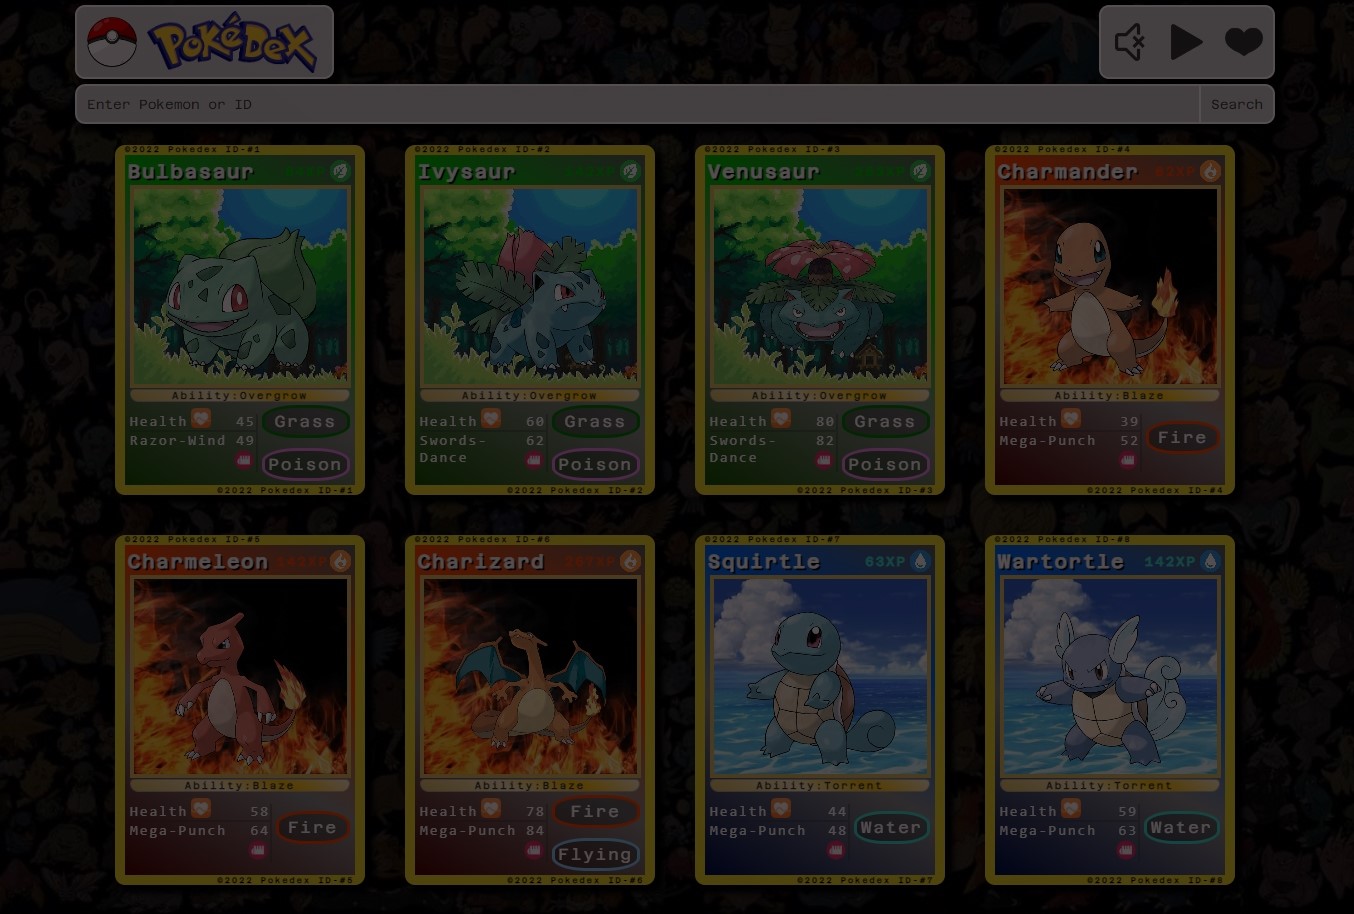 PokéDex
Enter Pokemon or ID
Search
©2022 Pokedex ID-#1
Bulbasaur
Ability:Overgrow
Health 45
Razor-Wind 49
Grass
Poison
©2022 Pokedex ID-#1
©2022 Pokedex ID-#2
Ivysaur
Ability:Overgrow
Health 60
Swords- 62
Dance
Grass
Poison
©2022 Pokedex ID-#2
©2022 Pokedex ID-#3
Venusaur
Ability:Overgrow
Health 80
Swords- 82
Dance
Grass
Poison
©2022 Pokedex ID-#3
©2022 Pokedex ID-#4
Charmander
Ability:Blaze
Health 39
Mega-Punch 52
Fire
©2022 Pokedex ID-#4
©2022 Pokedex ID-#5
Charmeleon
Ability:Blaze
Health 58
Mega-Punch 64
Fire
©2022 Pokedex ID-#5
©2022 Pokedex ID-#6
Charizard
Ability:Blaze
Health 78
Mega-Punch 84
Fire
Flying
©2022 Pokedex ID-#6
©2022 Pokedex ID-#7
Squirtle 63XP
Ability:Torrent
Health 44
Mega-Punch 48
Water
©2022 Pokedex ID-#7
©2022 Pokedex ID-#8
Wartortle 142XP
Ability:Torrent
Health 59
Mega-Punch 63
Water
©2022 Pokedex ID-#8